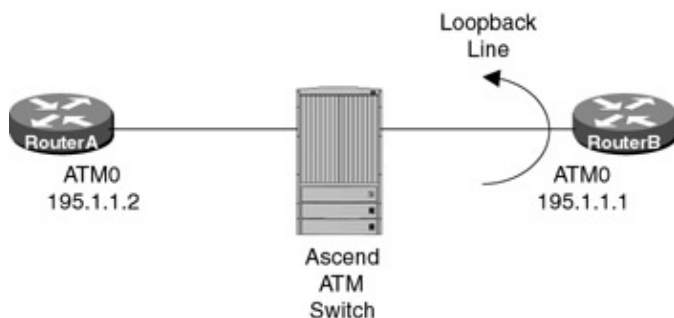 Loopback
Line
RouterA
RouterB
ATM0
195.1.1.2
ATM0
195.1.1.1
Ascend
ATM
Switch